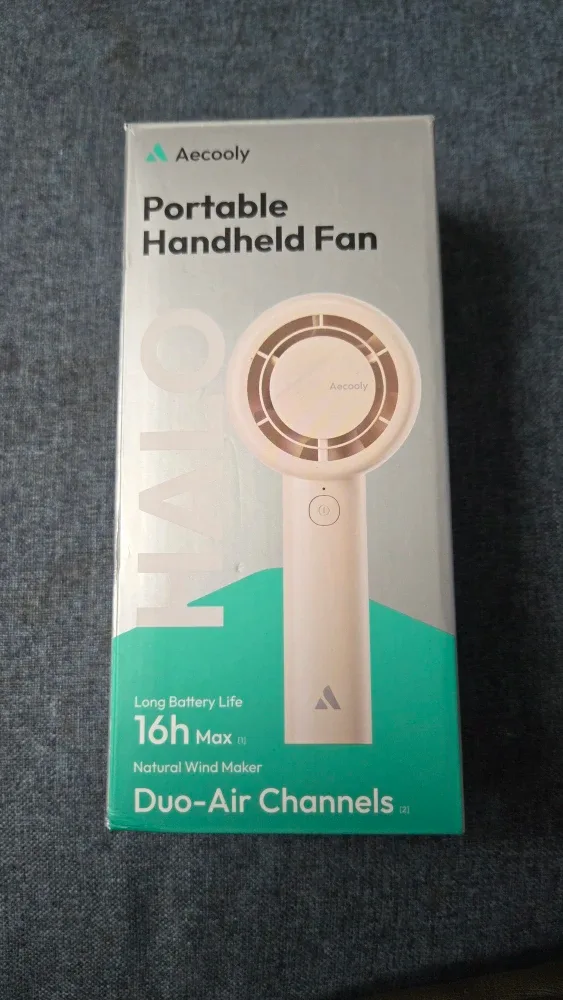 Aecooly
Portable
Handheld Fan
HALO
Aecooly
Long Battery Life
16h Max [1]
Natural Wind Maker
Duo-Air Channels [2]